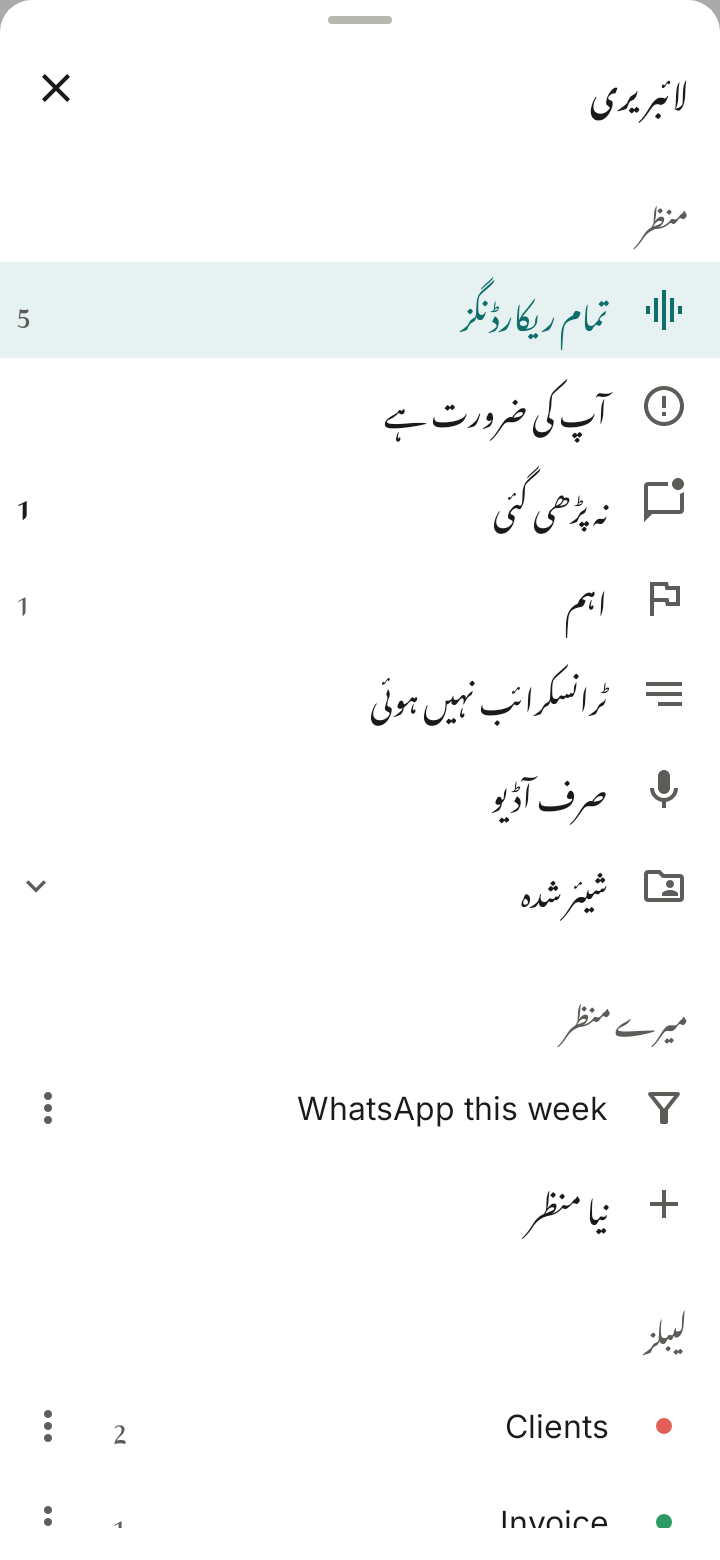 لائبریری
منظر
تمام ریکارڈنگز 5
آپ کی ضرورت ہے
نہ پڑھی گئی 1
اہم 1
ٹرانسکرائب نہیں ہوئی
صرف آڈیو
شیئر شدہ
میرے منظر
WhatsApp this week
نیا منظر
لیبلز
Clients 2
Invoice 1